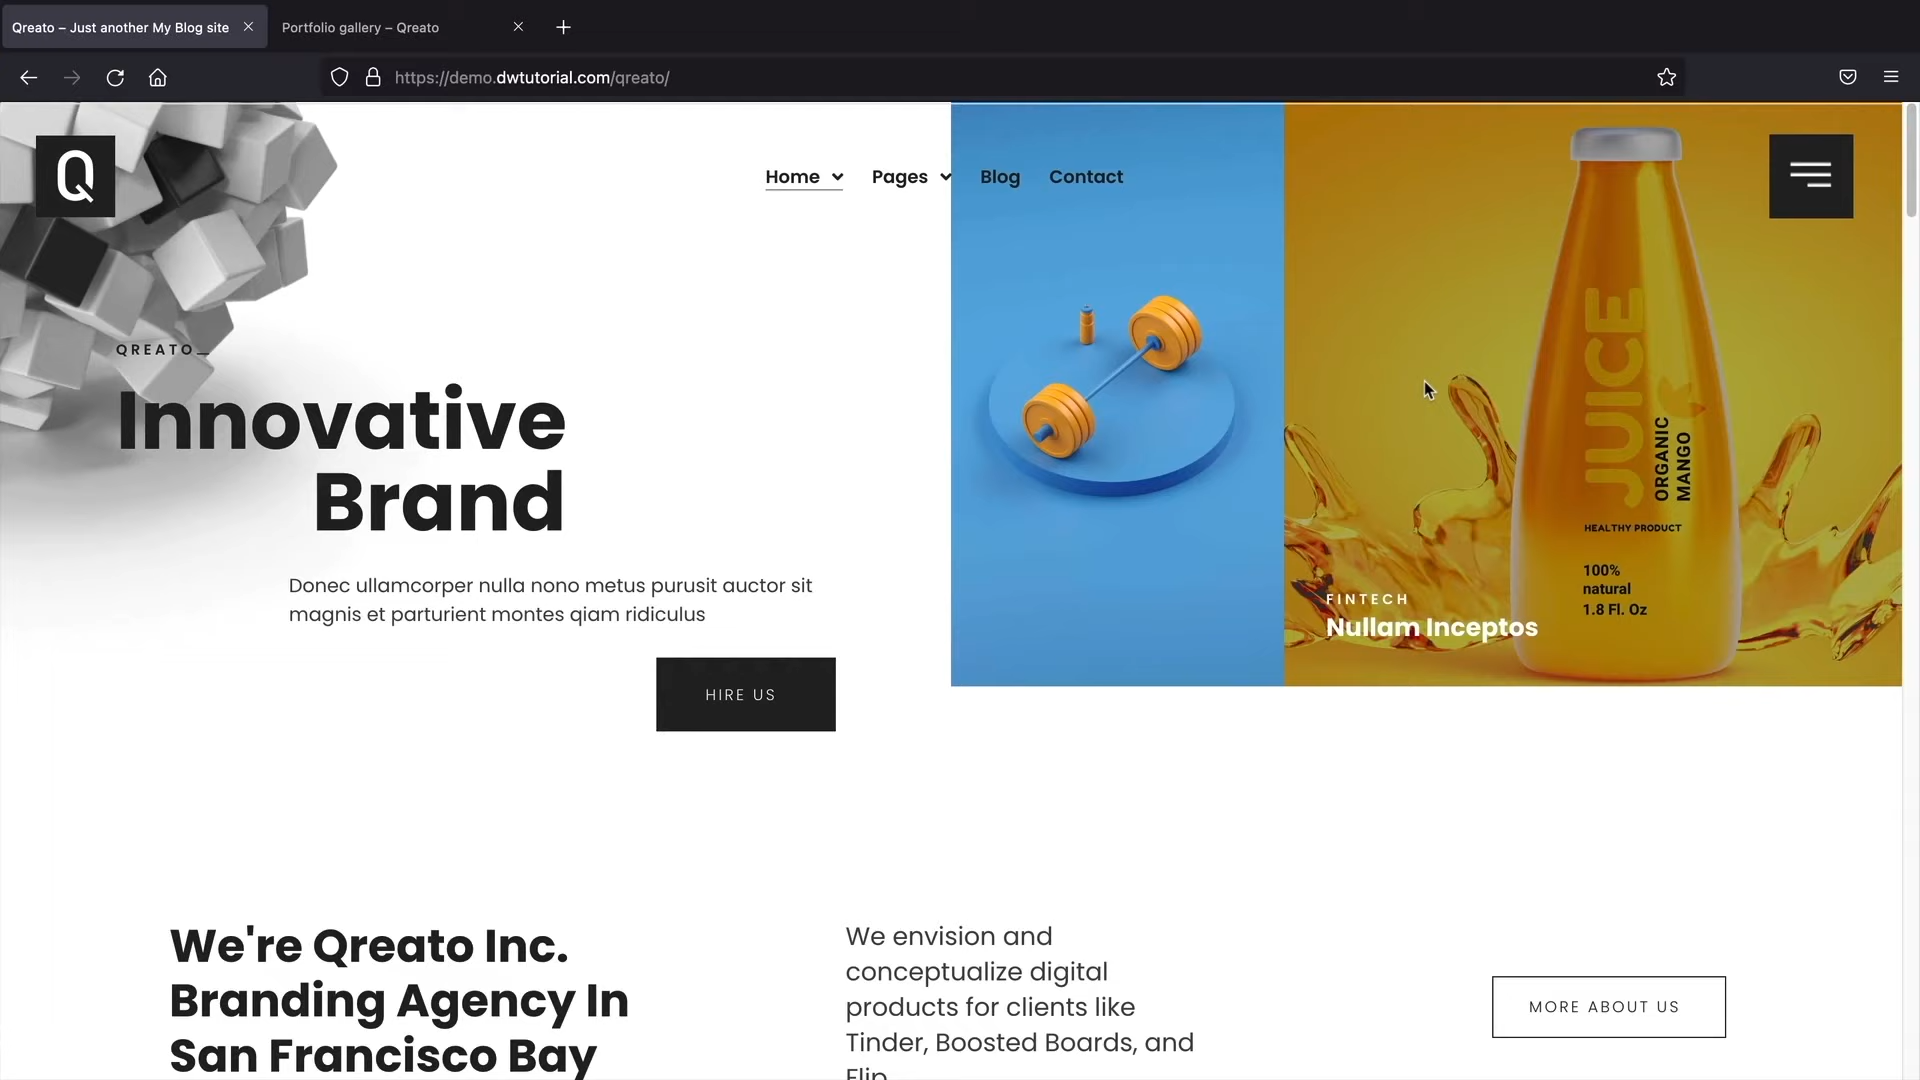 Qreato – Just another My Blog site
Portfolio gallery – Qreato
https://demo.dwtutorial.com/qreato/
Q
Home
Pages
Blog
Contact
QREATO_
Innovative
Brand
Donec ullamcorper nulla nono metus purusit auctor sit
magnis et parturient montes qiam ridiculus
HIRE US
JUICE
ORGANIC
MANGO
HEALTHY PRODUCT
100%
natural
1.8 Fl. Oz
FINTECH
Nullam Inceptos
We're Qreato Inc.
Branding Agency In
San Francisco Bay
We envision and
conceptualize digital
products for clients like
Tinder, Boosted Boards, and
Flip
MORE ABOUT US